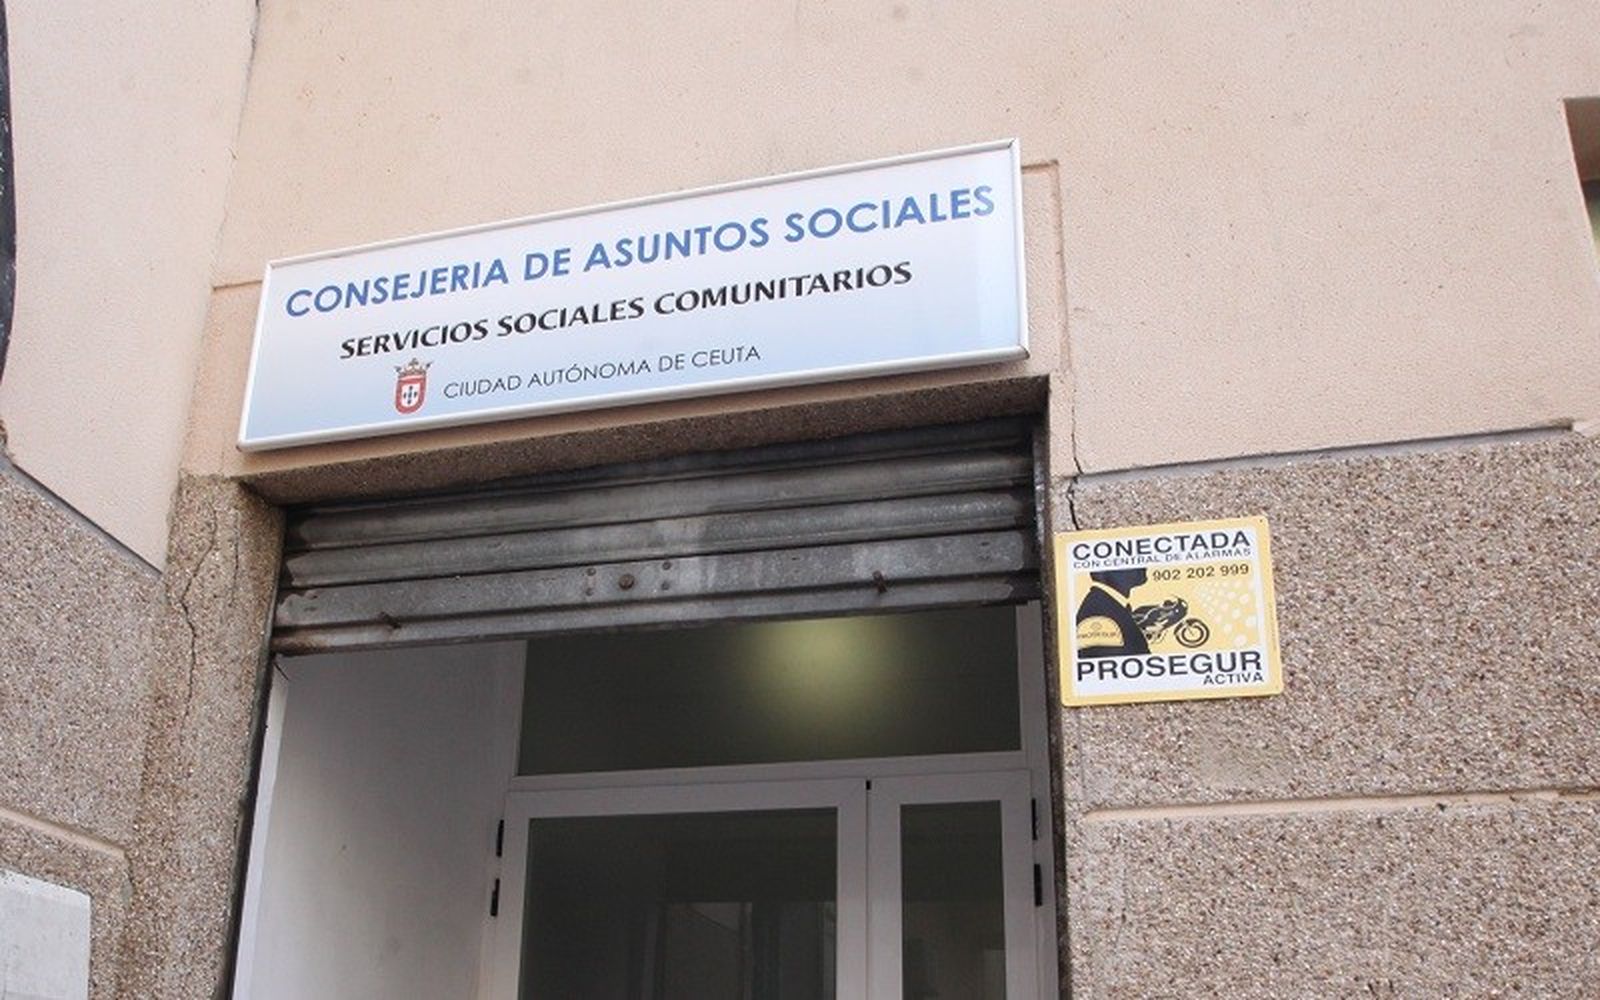 CONSEJERIA DE ASUNTOS SOCIALES
SERVICIOS SOCIALES COMUNITARIOS
CIUDAD AUTÓNOMA DE CEUTA
CONECTADA
CON CENTRAL DE ALARMAS
902 202 999
PROSEGUR
ACTIVA